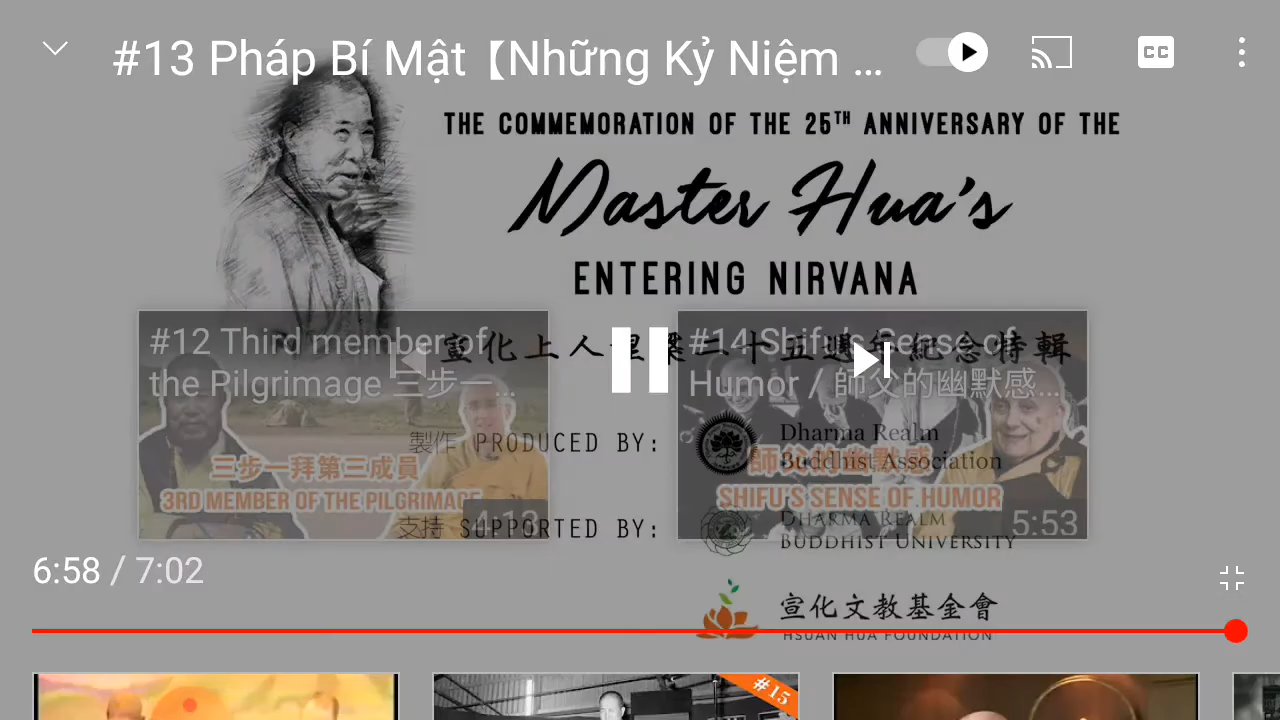 #13 Pháp Bí Mật【Những Kỷ Niệm ...
CC
THE COMMEMORATION OF THE 25TH ANNIVERSARY OF THE
Master Hua's
ENTERING NIRVANA
宣化上人涅槃二十五週年紀念特輯
#12 Third member of
the Pilgrimage 三步一...
三步一拜第三成員
3RD MEMBER OF THE PILGRIMAGE
4:13
#14 Shifu's Sense of
Humor / 師父的幽默感...
師父的幽默感
SHIFU'S SENSE OF HUMOR
5:53
製作 PRODUCED BY:
Dharma Realm
Buddhist Association
支持 SUPPORTED BY:
DHARMA REALM
BUDDHIST UNIVERSITY
宣化文教基金會
HSUAN HUA FOUNDATION
6:58 / 7:02
#15